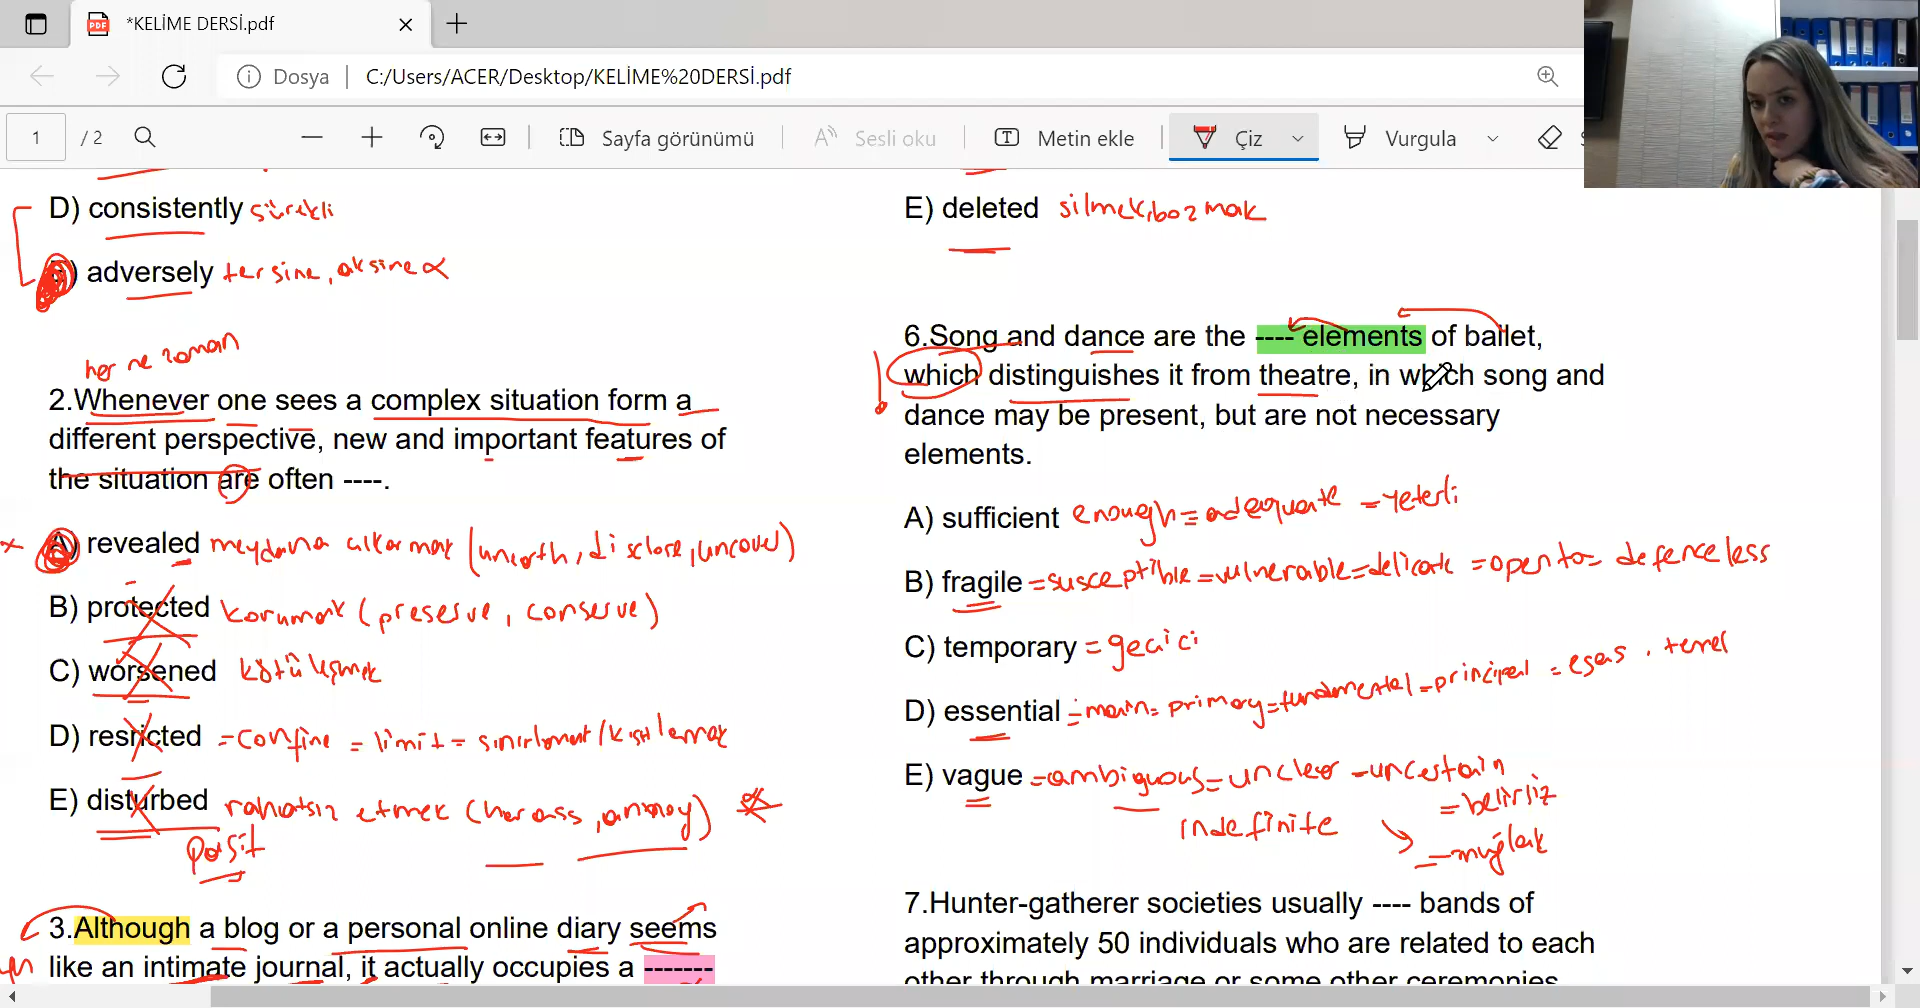 *KELİME DERSİ.pdf
Dosya C:/Users/ACER/Desktop/KELİME%20DERSİ.pdf
1 / 2 Sayfa görünümü Sesli oku Metin ekle Çiz Vurgula
D) consistently sürekli
adversely tersine, aksine
her ne zaman
2.Whenever one sees a complex situation form a
different perspective, new and important features of
the situation are often ----.
A) revealed meydana çıkarmak (unearth, disclose, uncover)
B) protected korumak (preserve, conserve)
C) worsened kötüleşmek
D) resricted =confine = limit = sınırlamak/kısıtlamak
E) disturbed rahatsız etmek (harass, annoy)
3.Although a blog or a personal online diary seems
like an intimate journal, it actually occupies a -------
E) deleted silmek, bozmak
6.Song and dance are the ---- elements of ballet,
which distinguishes it from theatre, in which song and
dance may be present, but are not necessary
elements.
A) sufficient enough = adequate = yeterli
B) fragile =susceptible =vulnerable=delicate =open to= defenceless
C) temporary = geçici
D) essential =main= primary=fundamental=principal = esas, temel
E) vague =ambiguous= unclear =uncertain
=belirsiz
indefinite
=muğlak
7.Hunter-gatherer societies usually ---- bands of
approximately 50 individuals who are related to each
other through marriage or some other ceremonies